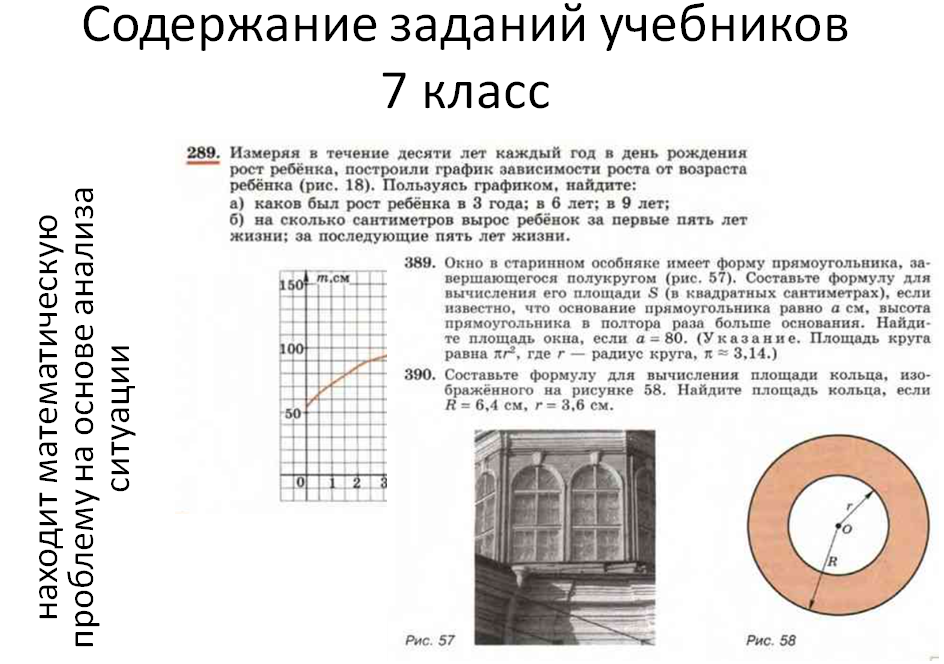 Содержание заданий учебников
7 класс
находит математическую
проблему на основе анализа
ситуации
289. Измеряя в течение десяти лет каждый год в день рождения
рост ребёнка, построили график зависимости роста от возраста
ребёнка (рис. 18). Пользуясь графиком, найдите:
а) каков был рост ребёнка в 3 года; в 6 лет; в 9 лет;
б) на сколько сантиметров вырос ребёнок за первые пять лет
жизни; за последующие пять лет жизни.
150 m, см
100
50
0 1 2 3
389. Окно в старинном особняке имеет форму прямоугольника, за-
вершающегося полукругом (рис. 57). Составьте формулу для
вычисления его площади S (в квадратных сантиметрах), если
известно, что основание прямоугольника равно a см, высота
прямоугольника в полтора раза больше основания. Найди-
те площадь окна, если a = 80. (Указание. Площадь круга
равна πr², где r — радиус круга, π ≈ 3,14.)
390. Составьте формулу для вычисления площади кольца, изо-
бражённого на рисунке 58. Найдите площадь кольца, если
R = 6,4 см, r = 3,6 см.
r
O
R
Рис. 57
Рис. 58